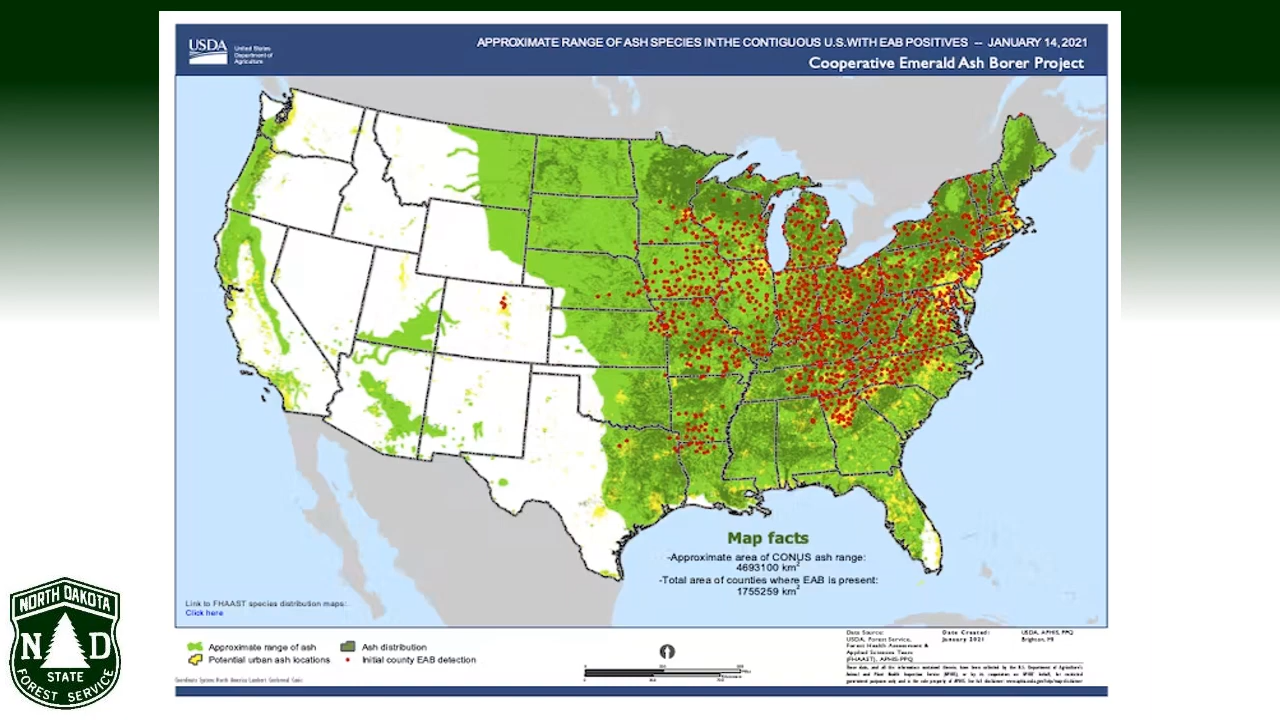 USDA
United States
Department of
Agriculture
APPROXIMATE RANGE OF ASH SPECIES IN THE CONTIGUOUS U.S. WITH EAB POSITIVES – JANUARY 14, 2021
Cooperative Emerald Ash Borer Project
Map facts
-Approximate area of CONUS ash range:
4693100 km²
-Total area of counties where EAB is present:
1755259 km²
Link to FHAAST species distribution maps:
Click here
Approximate range of ash
Potential urban ash locations
Ash distribution
Initial county EAB detection
Data Source:
USDA, Forest Service,
Forest Health Assessment &
Applied Sciences Team
(FHAAST), APHIS-PPQ
Date Created:
January 2021
USDA, APHIS, PPQ
Brighton, MI
NORTH DAKOTA
N D
STATE
FOREST SERVICE